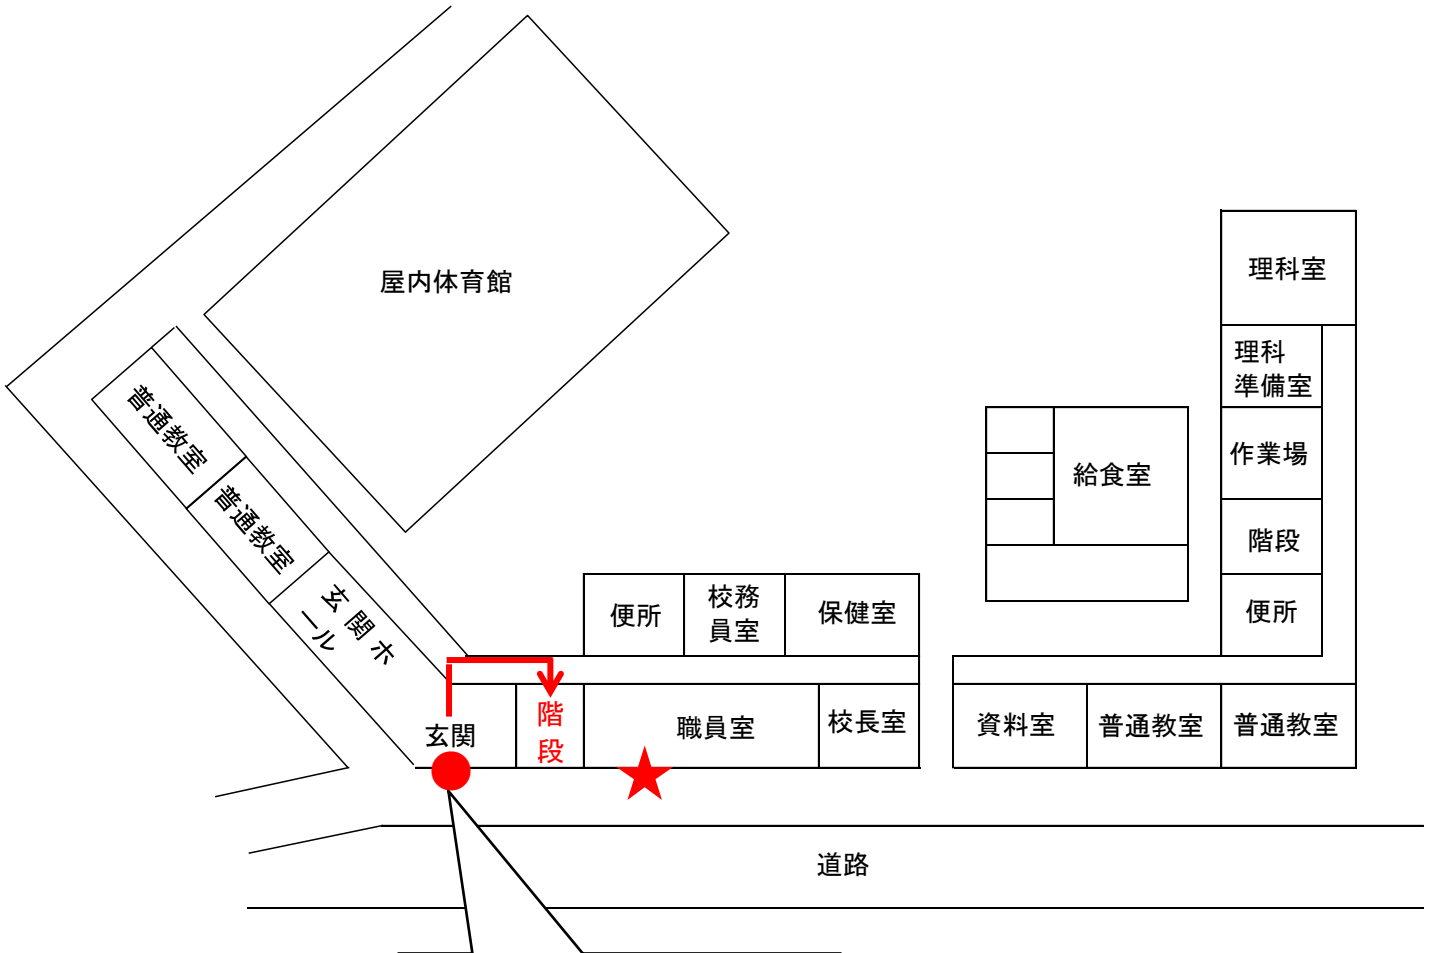 屋内体育館
理科室
理科
準備室
普通教室
作業場
給食室
普通教室
階段
玄関ホ
ール
便所
校務
員室
保健室
便所
玄関
階
段
職員室
校長室
資料室
普通教室
普通教室
道路